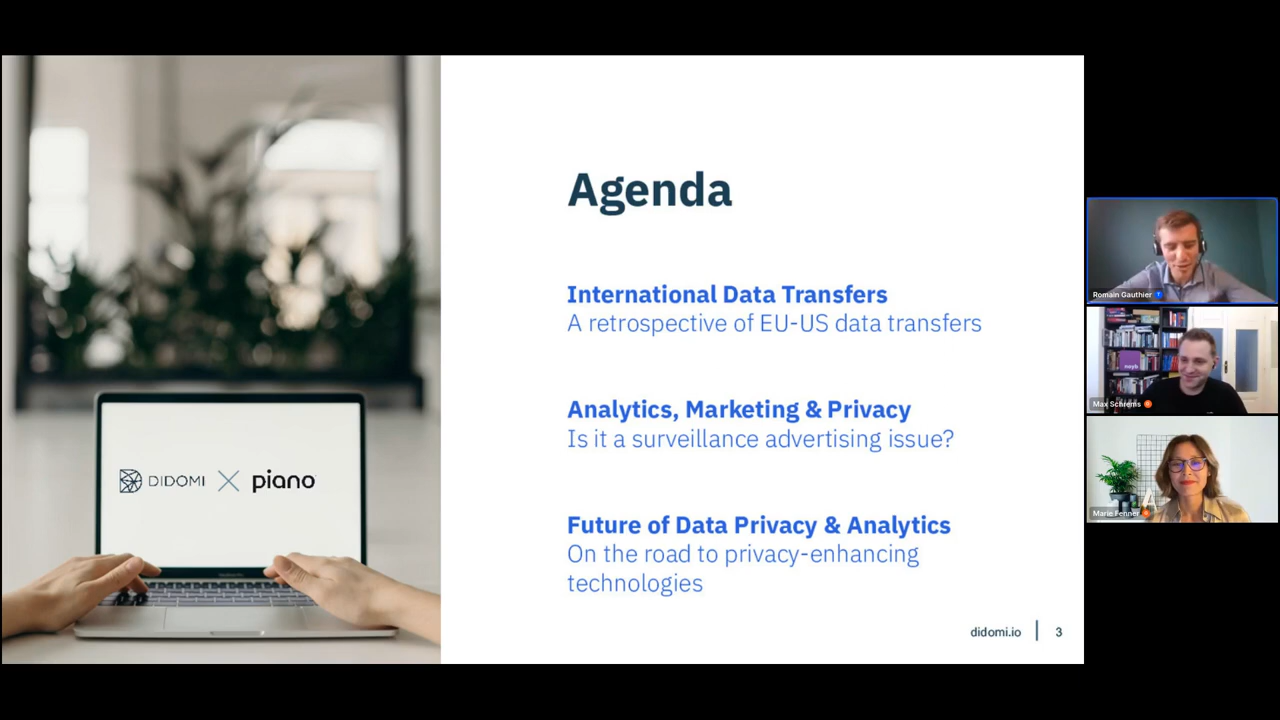 Agenda
International Data Transfers
A retrospective of EU-US data transfers
Analytics, Marketing & Privacy
Is it a surveillance advertising issue?
Future of Data Privacy & Analytics
On the road to privacy-enhancing
technologies
didomi.io | 3
DIDOMI X piano
Romain Gauthier
noyb
Max Schrems
Marie Fenner